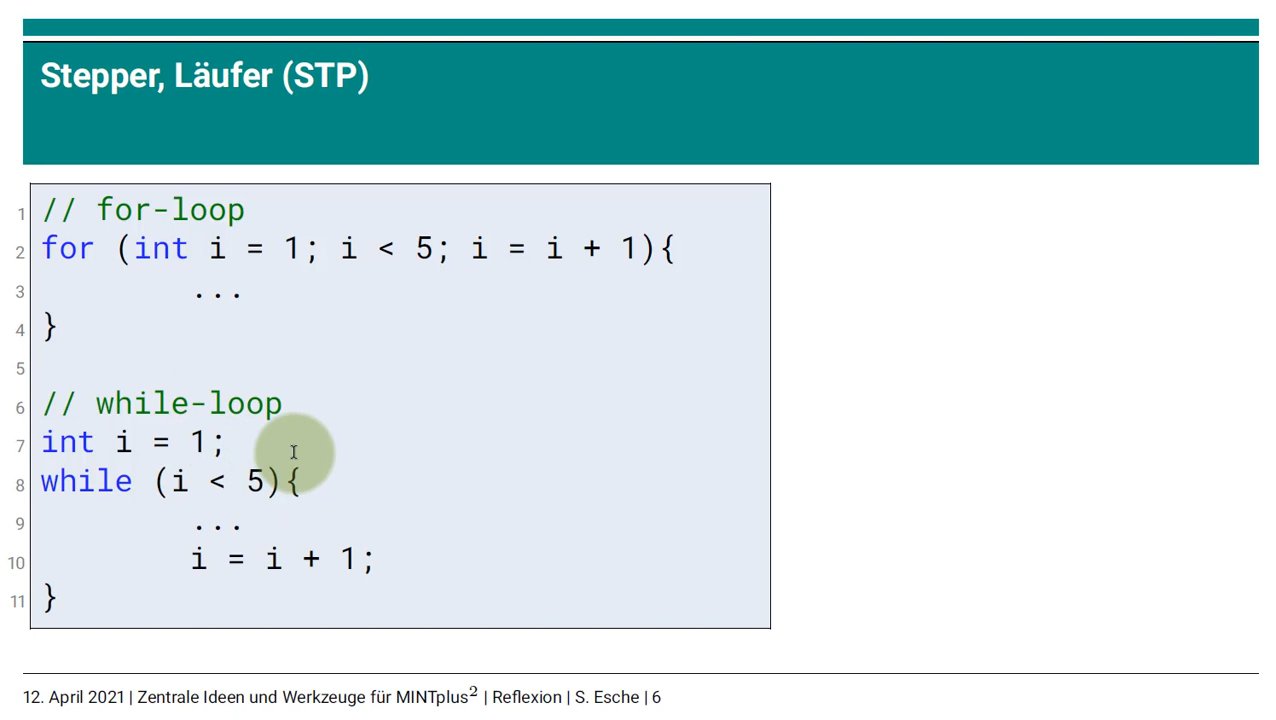 Stepper, Läufer (STP)
1 // for-loop
2 for (int i = 1; i < 5; i = i + 1){
3 ...
4 }
5
6 // while-loop
7 int i = 1;
8 while (i < 5){
9 ...
10 i = i + 1;
11 }
12. April 2021 | Zentrale Ideen und Werkzeuge für MINTplus² | Reflexion | S. Esche | 6